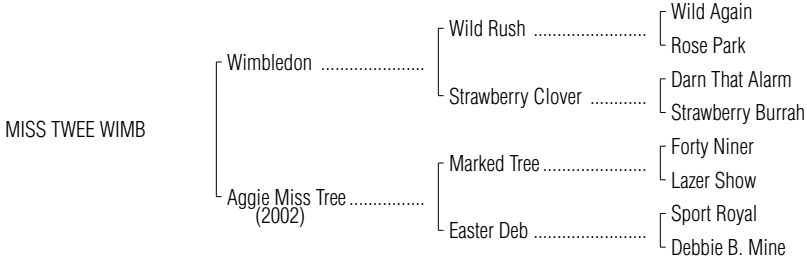 Wild Again
Wild Rush ........................
Rose Park
Wimbledon ......................
Darn That Alarm
Strawberry Clover ............
Strawberry Burrah
MISS TWEE WIMB
Forty Niner
Marked Tree ......................
Lazer Show
Aggie Miss Tree ................
(2002)
Sport Royal
Easter Deb ........................
Debbie B. Mine